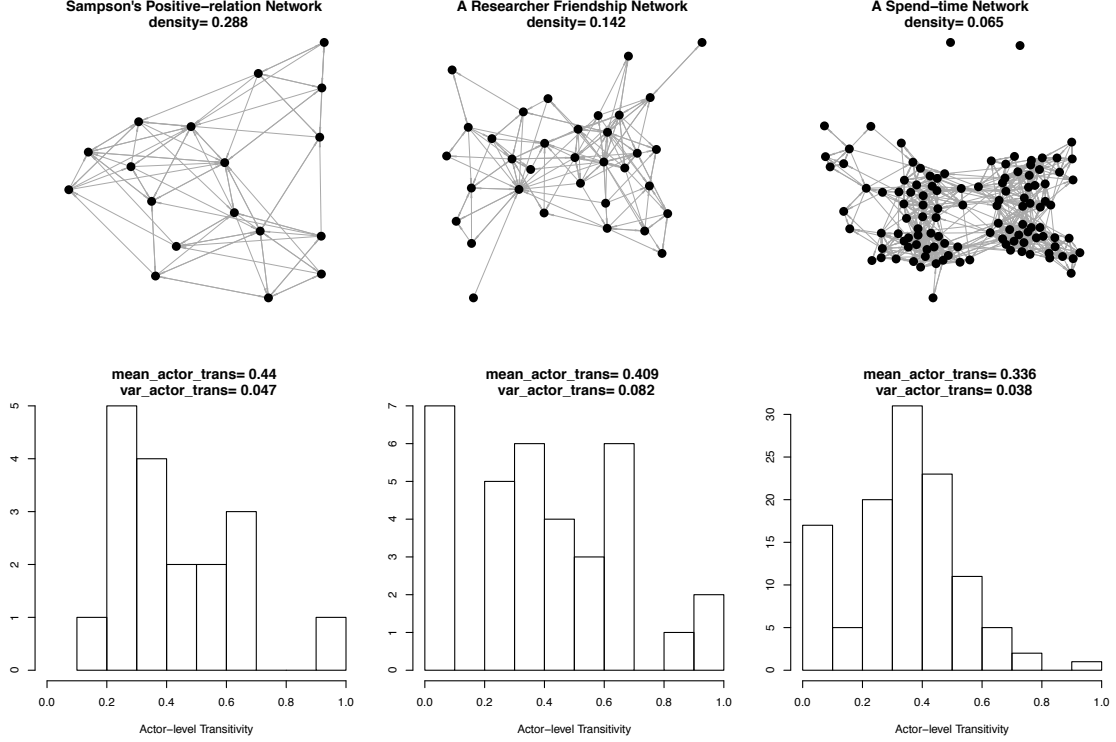 Sampson's Positive−relation Network
density= 0.288
A Researcher Friendship Network
density= 0.142
A Spend−time Network
density= 0.065
mean_actor_trans= 0.44
var_actor_trans= 0.047
mean_actor_trans= 0.409
var_actor_trans= 0.082
mean_actor_trans= 0.336
var_actor_trans= 0.038
5
4
3
2
1
0
0.0 0.2 0.4 0.6 0.8 1.0
Actor−level Transitivity
7
6
5
4
3
2
1
0
0.0 0.2 0.4 0.6 0.8 1.0
Actor−level Transitivity
30
25
20
15
10
5
0
0.0 0.2 0.4 0.6 0.8 1.0
Actor−level Transitivity